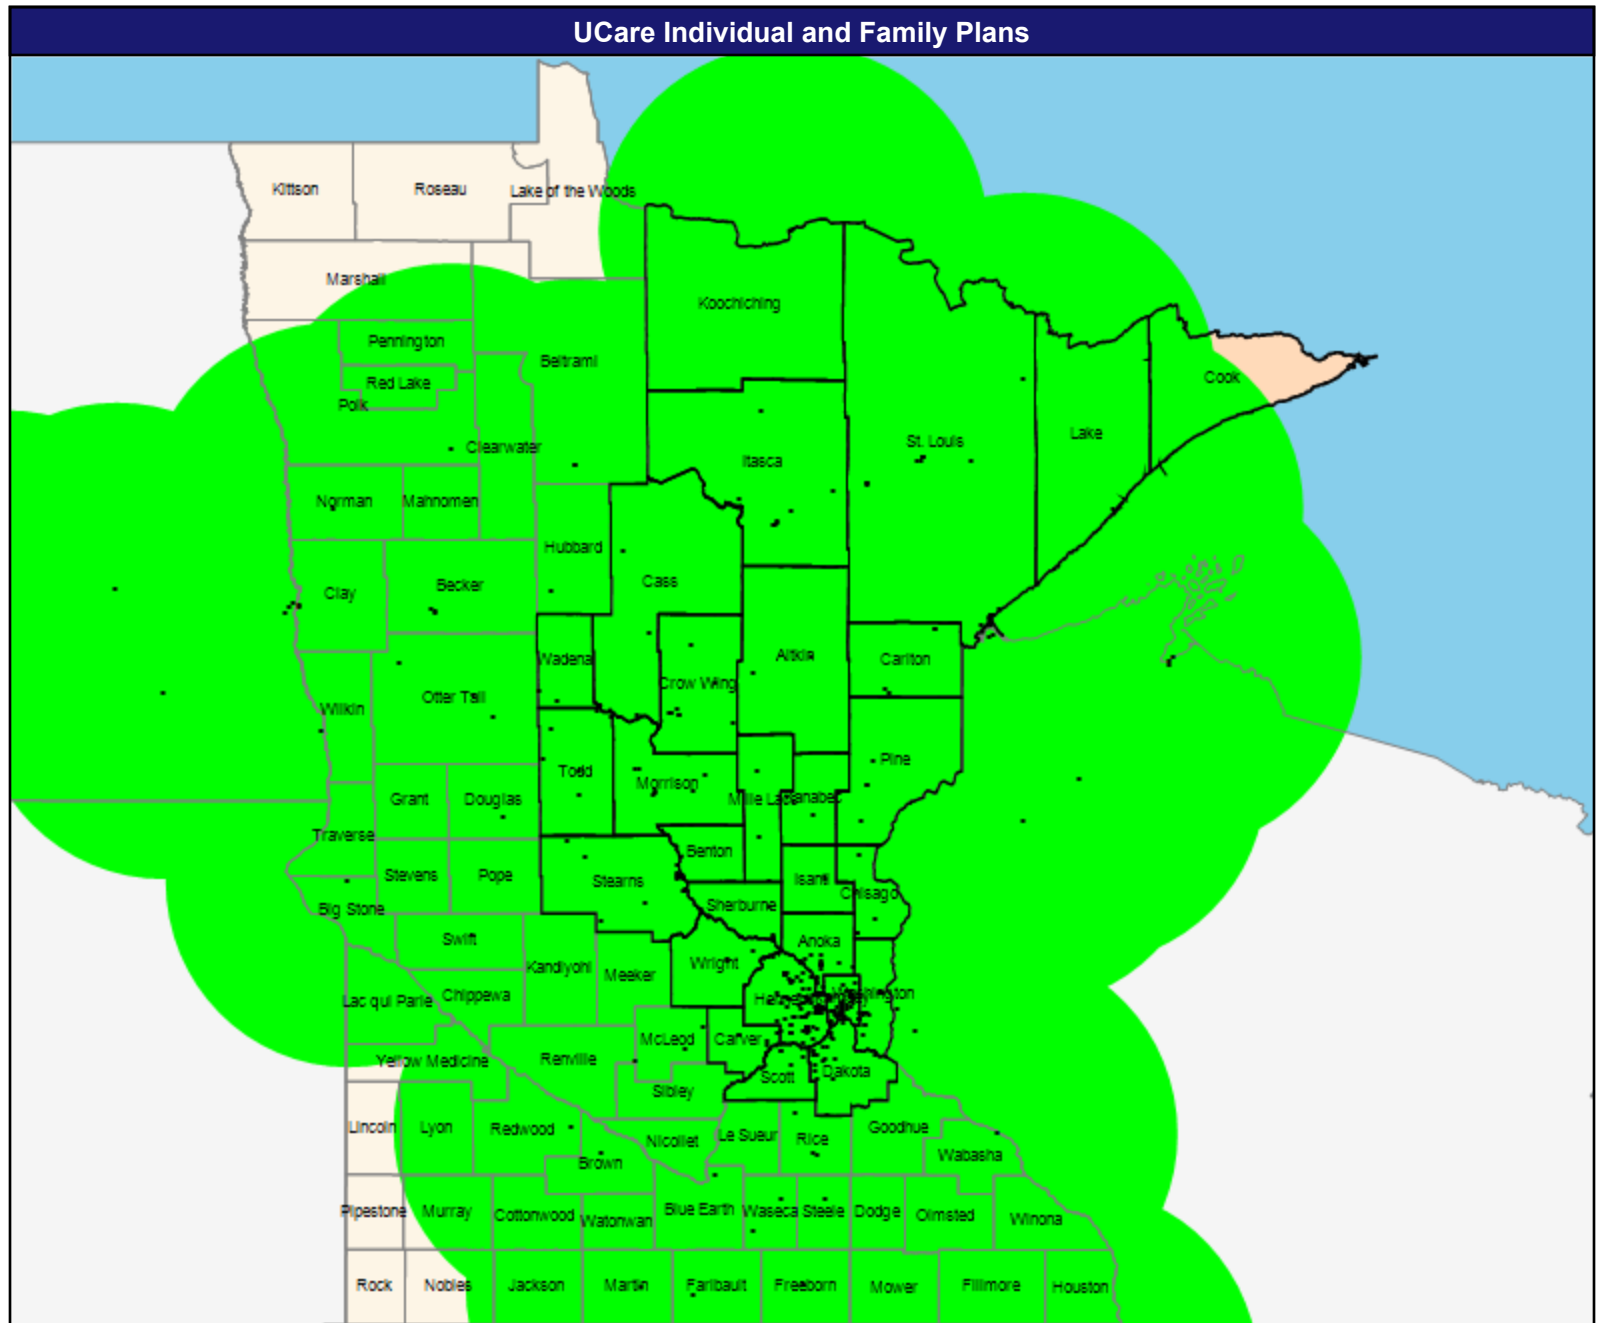 UCare Individual and Family Plans
Kittson
Roseau
Lake of the Woods
Marshall
Koochiching
Pennington
Beltrami
Red Lake
Cook
Polk
Clearwater
St. Louis
Lake
Itasca
Norman
Mahnomen
Hubbard
Cass
Clay
Becker
Wadena
Aitkin
Carlton
Crow Wing
Otter Tail
Wilkin
Pine
Todd
Morrison
Grant
Douglas
Mille Lacs
Kanabec
Traverse
Benton
Stevens
Pope
Stearns
Isanti
Chisago
Big Stone
Sherburne
Swift
Anoka
Kandiyohi
Meeker
Wright
Lac qui Parle
Chippewa
Washington
McLeod
Carver
Yellow Medicine
Renville
Scott
Dakota
Sibley
Lincoln
Lyon
Redwood
Nicollet
Le Sueur
Rice
Goodhue
Wabasha
Brown
Pipestone
Murray
Cottonwood
Watonwan
Blue Earth
Waseca
Steele
Dodge
Olmsted
Winona
Rock
Nobles
Jackson
Martin
Faribault
Freeborn
Mower
Fillmore
Houston